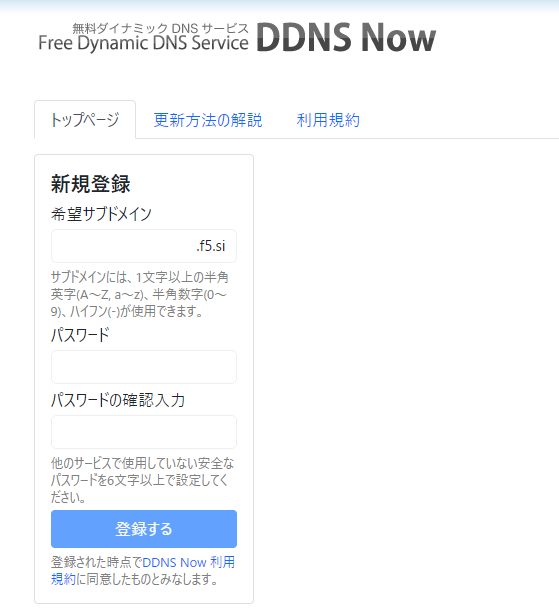 無料ダイナミック DNS サービス
Free Dynamic DNS Service DDNS Now
トップページ 更新方法の解説 利用規約
新規登録
希望サブドメイン
.f5.si
サブドメインには、1文字以上の半角
英字(A～Z, a～z)、半角数字(0～
9)、ハイフン(-)が使用できます。
パスワード
パスワードの確認入力
他のサービスで使用していない安全な
パスワードを6文字以上で設定してく
ださい。
登録する
登録された時点でDDNS Now 利用
規約に同意したものとみなします。